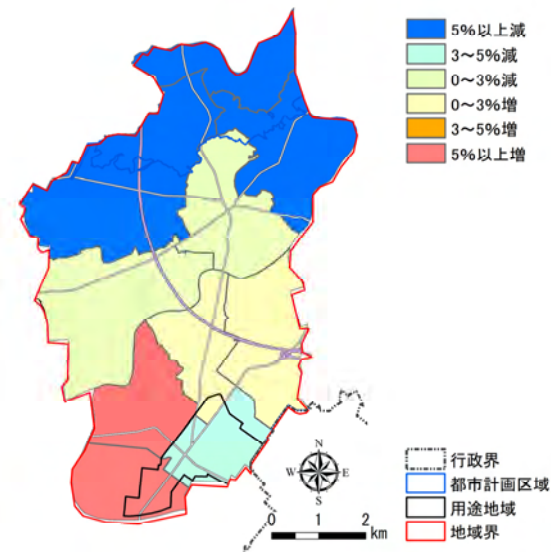 5%以上減
3～5%減
0～3%減
0～3%増
3～5%増
5%以上増
N
W E
S
行政界
都市計画区域
用途地域
地域界
0 1 2
km